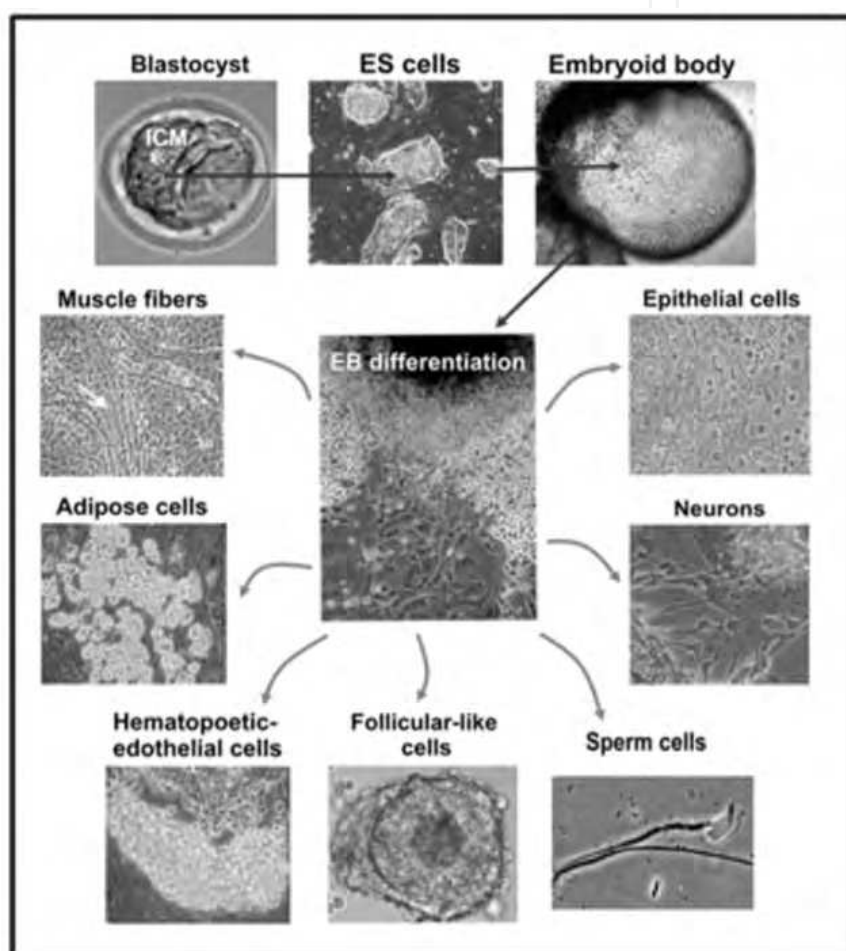 Blastocyst
ES cells
Embryoid body
ICM
Muscle fibers
Epithelial cells
EB differentiation
Adipose cells
Neurons
Hematopoetic-
edothelial cells
Follicular-like
cells
Sperm cells